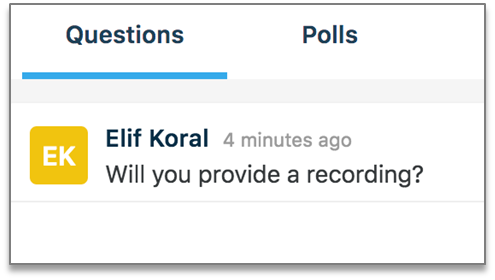 Questions Polls
EK
Elif Koral 4 minutes ago
Will you provide a recording?